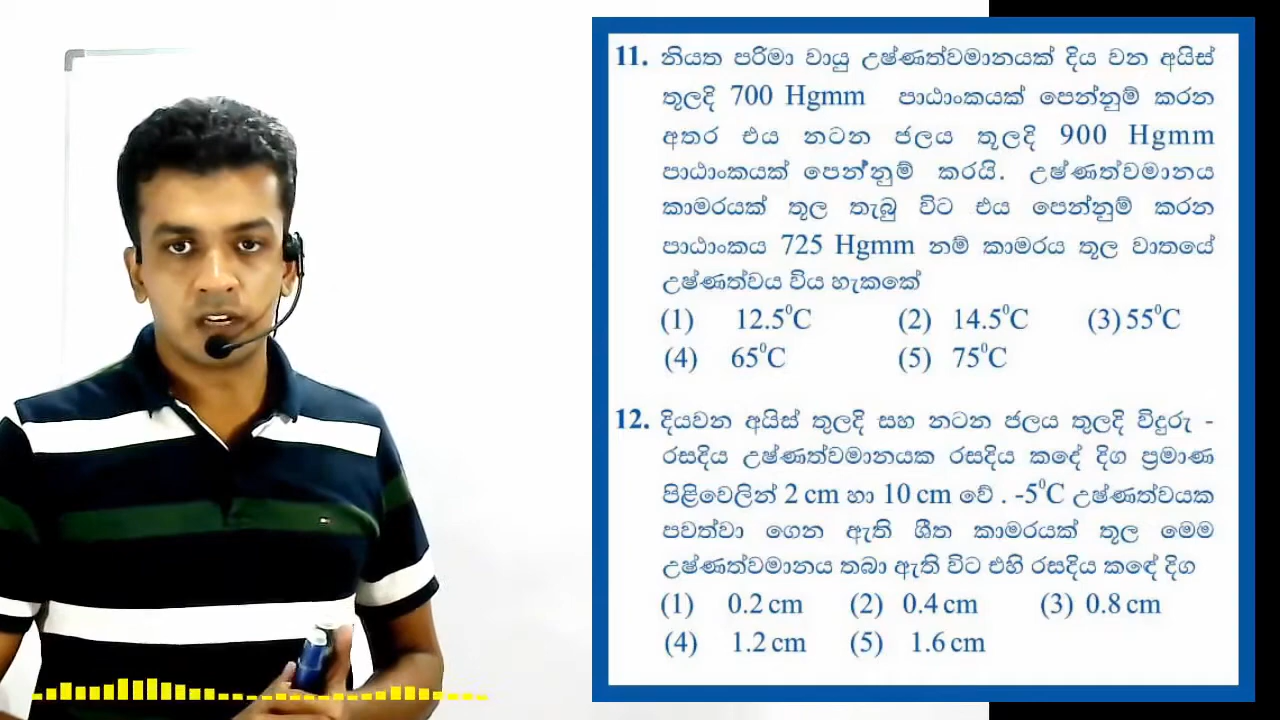 11. නියත පරිමා වායු උෂ්ණත්වමානයක් දිය වන අයිස්
තූලදි 700 Hgmm පාඨාංකයක් පෙන්නුම් කරන
අතර එය නටන ජලය තූලදි 900 Hgmm
පාඨාංකයක් පෙන්නුම් කරයි. උෂ්ණත්වමානය
කාමරයක් තූල තැබු විට එය පෙන්නුම් කරන
පාඨාංකය 725 Hgmm නම් කාමරය තූල වාතයේ
උෂ්ණත්වය විය හැකකේ
(1) 12.5⁰C (2) 14.5⁰C (3) 55⁰C
(4) 65⁰C (5) 75⁰C
12. දියවන අයිස් තුලදි සහ නටන ජලය තුලදි විදුරු -
රසදිය උෂ්ණත්වමානයක රසදිය කඳේ දිග ප්‍රමාණ
පිළිවෙලින් 2 cm හා 10 cm වේ . -5⁰C උෂ්ණත්වයක
පවත්වා ගෙන ඇති ශීත කාමරයක් තූල මෙම
උෂ්ණත්වමානය තබා ඇති විට එහි රසදිය කඳේ දිග
(1) 0.2 cm (2) 0.4 cm (3) 0.8 cm
(4) 1.2 cm (5) 1.6 cm